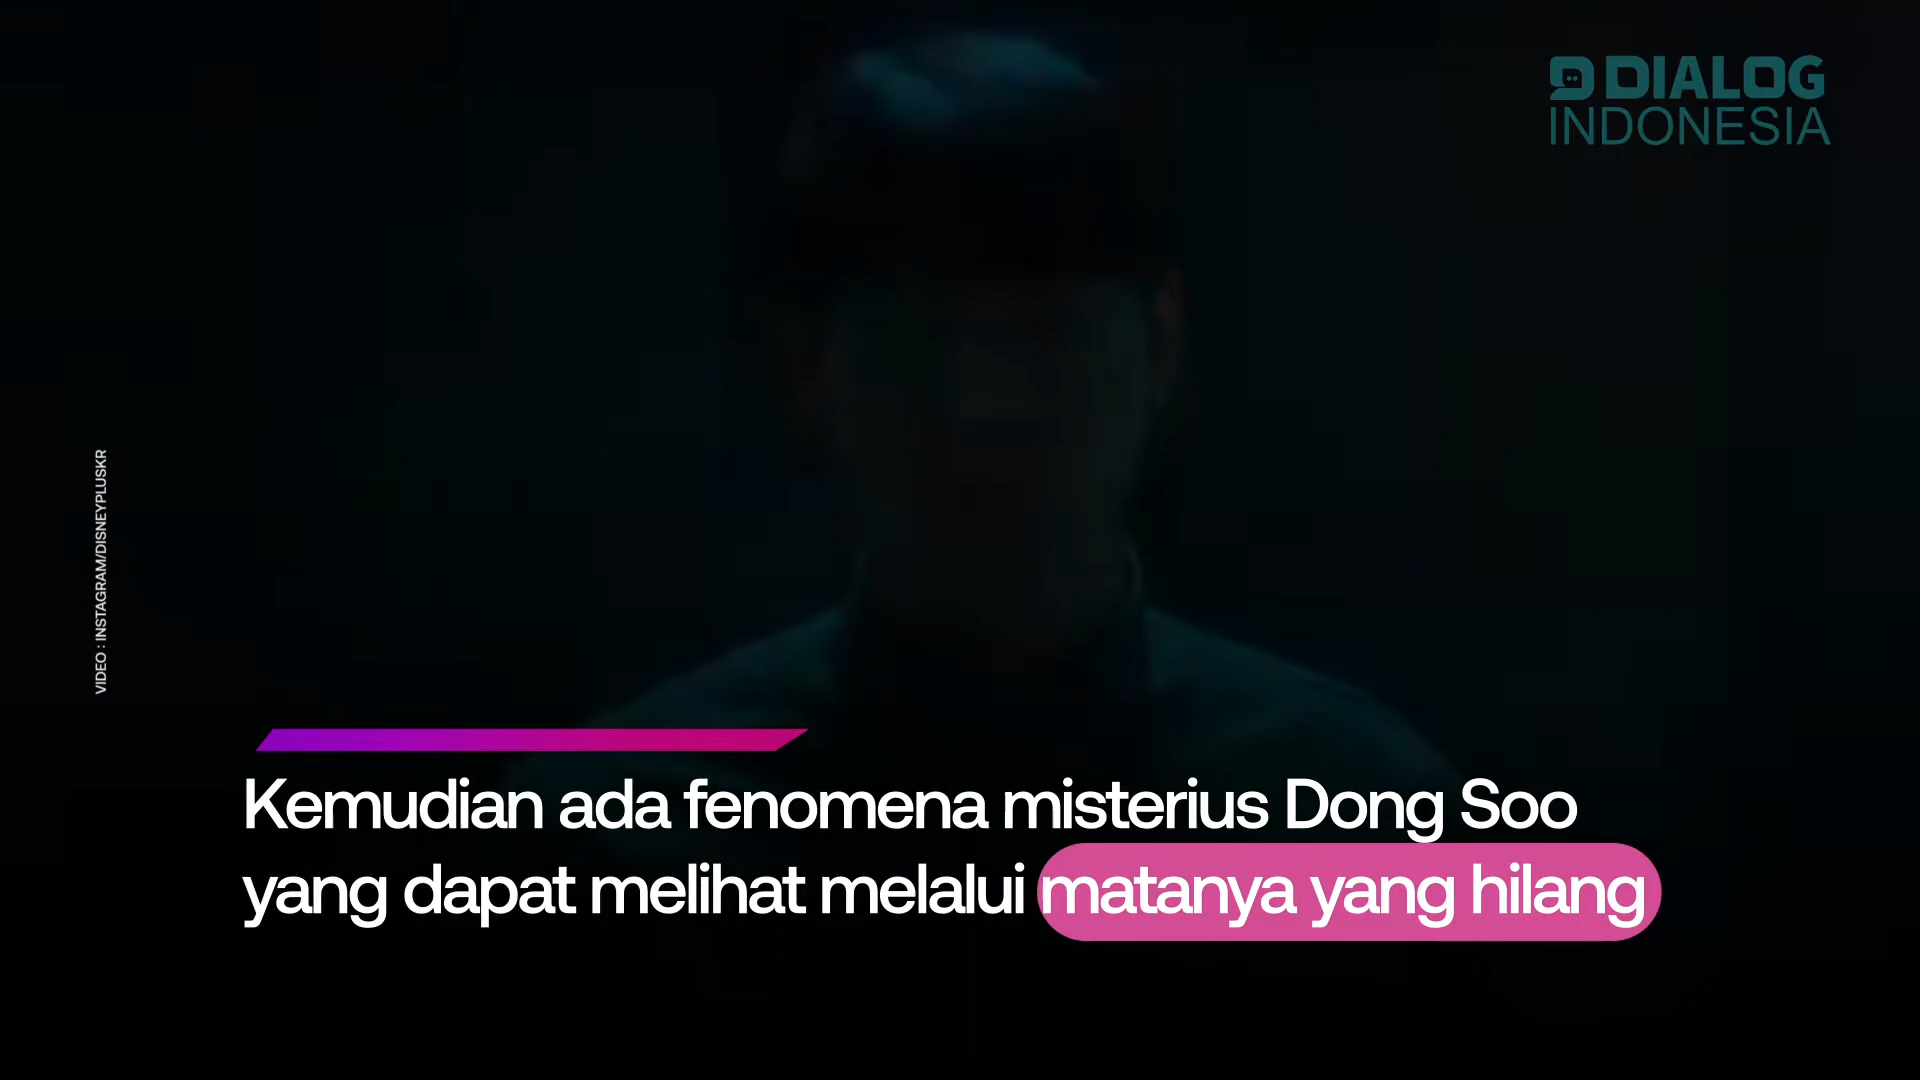 DIALOG
INDONESIA
VIDEO : INSTAGRAM/DISNEYPLUSKR
Kemudian ada fenomena misterius Dong Soo
yang dapat melihat melalui matanya yang hilang